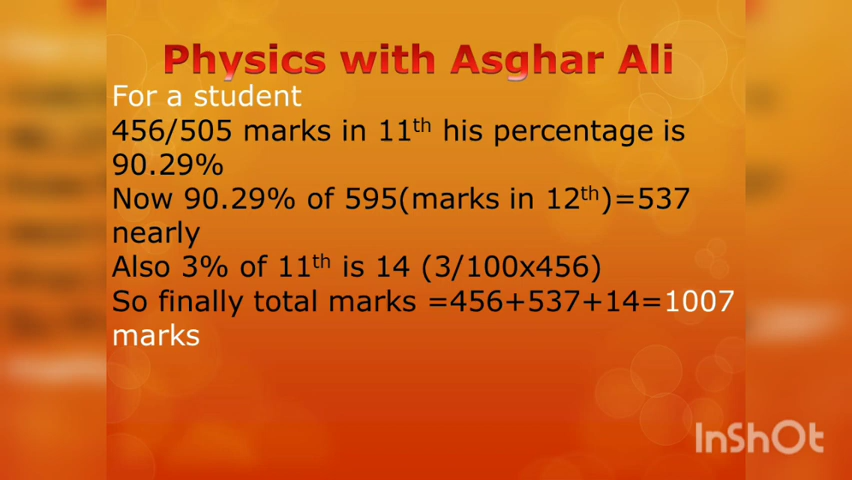 Physics with Asghar Ali
For a student
456/505 marks in 11th his percentage is
90.29%
Now 90.29% of 595(marks in 12th)=537
nearly
Also 3% of 11th is 14 (3/100x456)
So finally total marks =456+537+14=1007
marks
InShOt